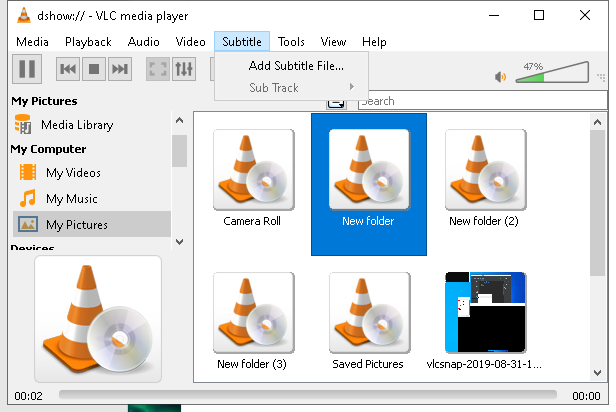 dshow:// - VLC media player
Media Playback Audio Video Subtitle Tools View Help
Add Subtitle File...
Sub Track
47%
My Pictures
Search
Media Library
My Computer
My Videos
My Music
My Pictures
Devices
Camera Roll
New folder
New folder (2)
New folder (3)
Saved Pictures
vlcsnap-2019-08-31-1...
00:02
00:00